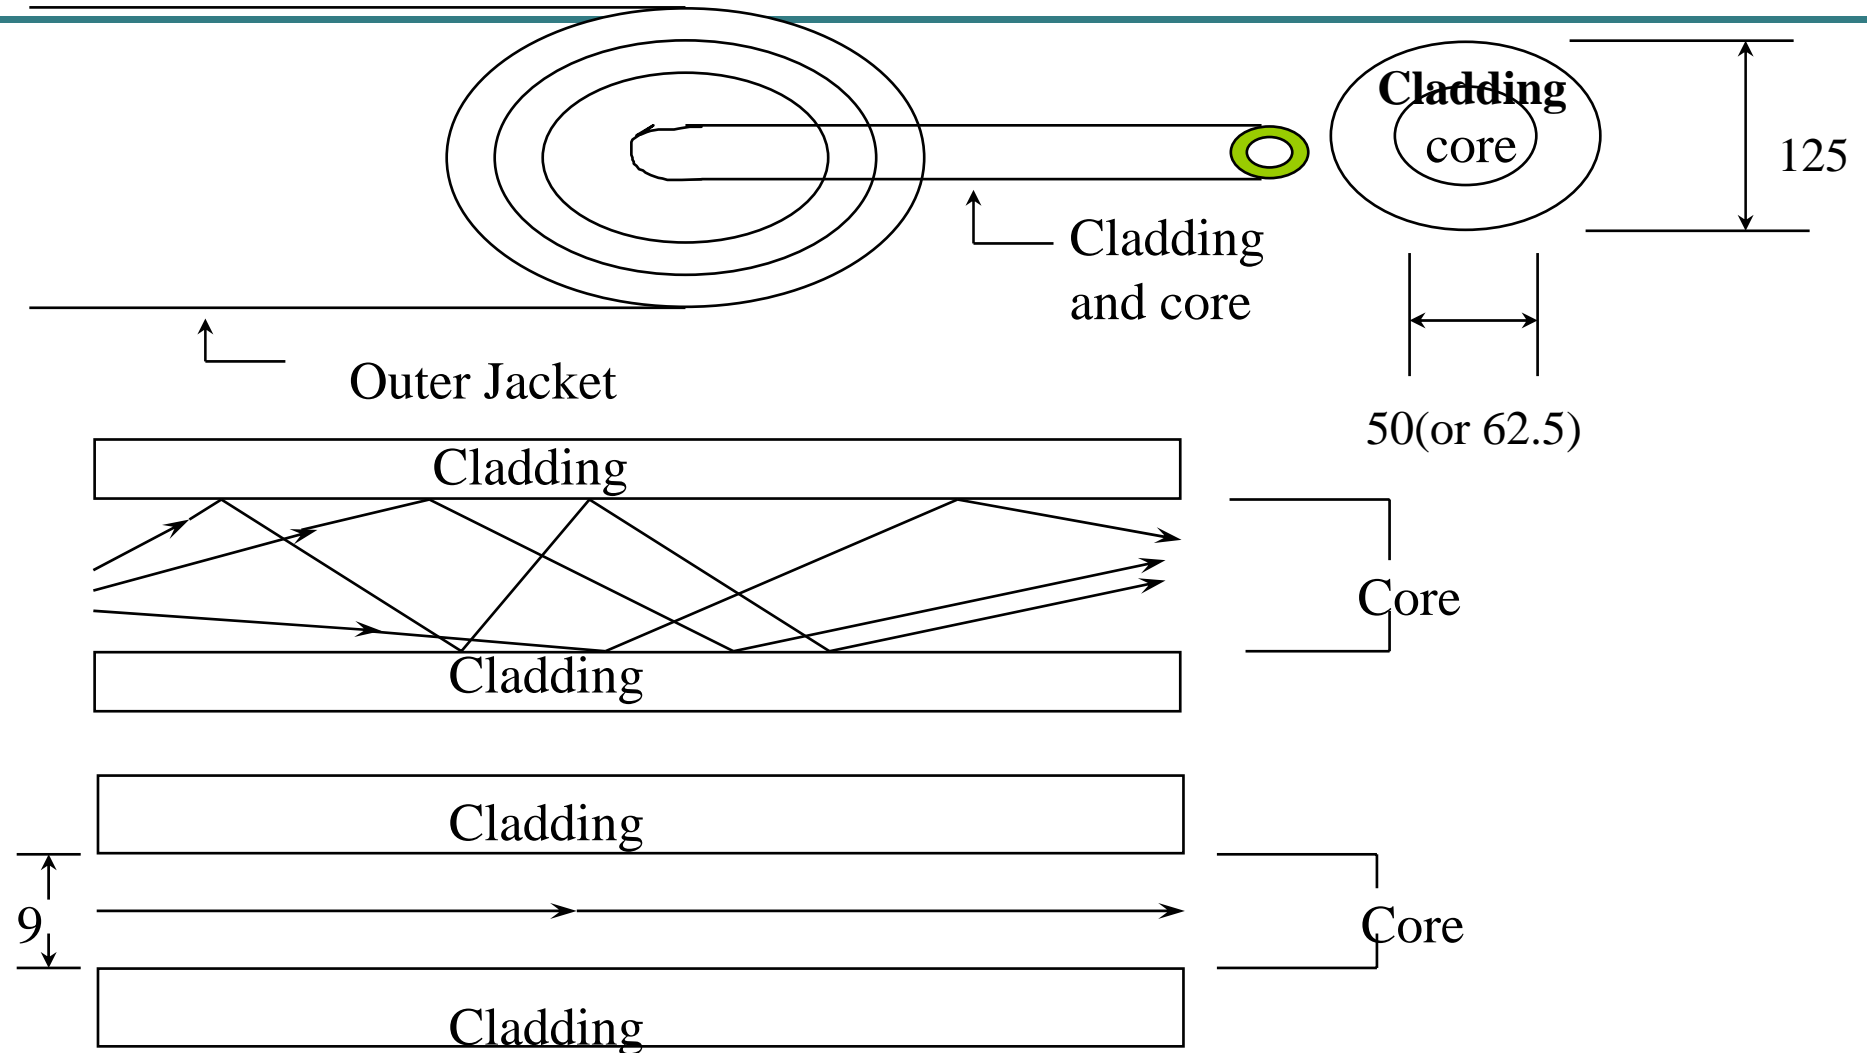 Cladding
core
125
Cladding
and core
Outer Jacket
50(or 62.5)
Cladding
Core
Cladding
Cladding
9
Core
Cladding